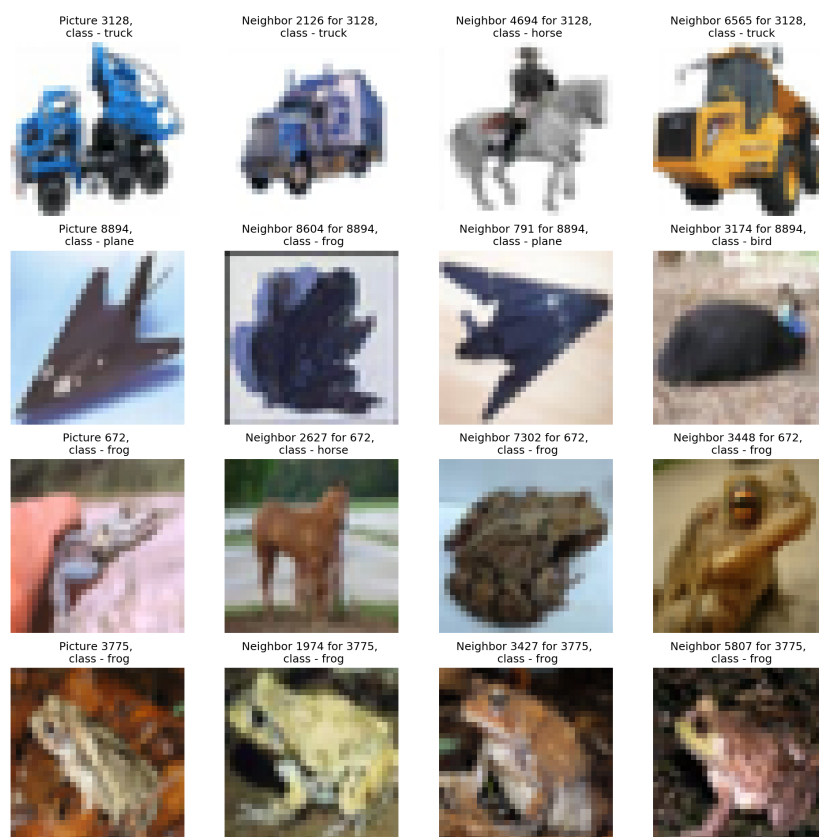 Picture 3128,
class - truck
Neighbor 2126 for 3128,
class - truck
Neighbor 4694 for 3128,
class - horse
Neighbor 6565 for 3128,
class - truck
Picture 8894,
class - plane
Neighbor 8604 for 8894,
class - frog
Neighbor 791 for 8894,
class - plane
Neighbor 3174 for 8894,
class - bird
Picture 672,
class - frog
Neighbor 2627 for 672,
class - horse
Neighbor 7302 for 672,
class - frog
Neighbor 3448 for 672,
class - frog
Picture 3775,
class - frog
Neighbor 1974 for 3775,
class - frog
Neighbor 3427 for 3775,
class - frog
Neighbor 5807 for 3775,
class - frog